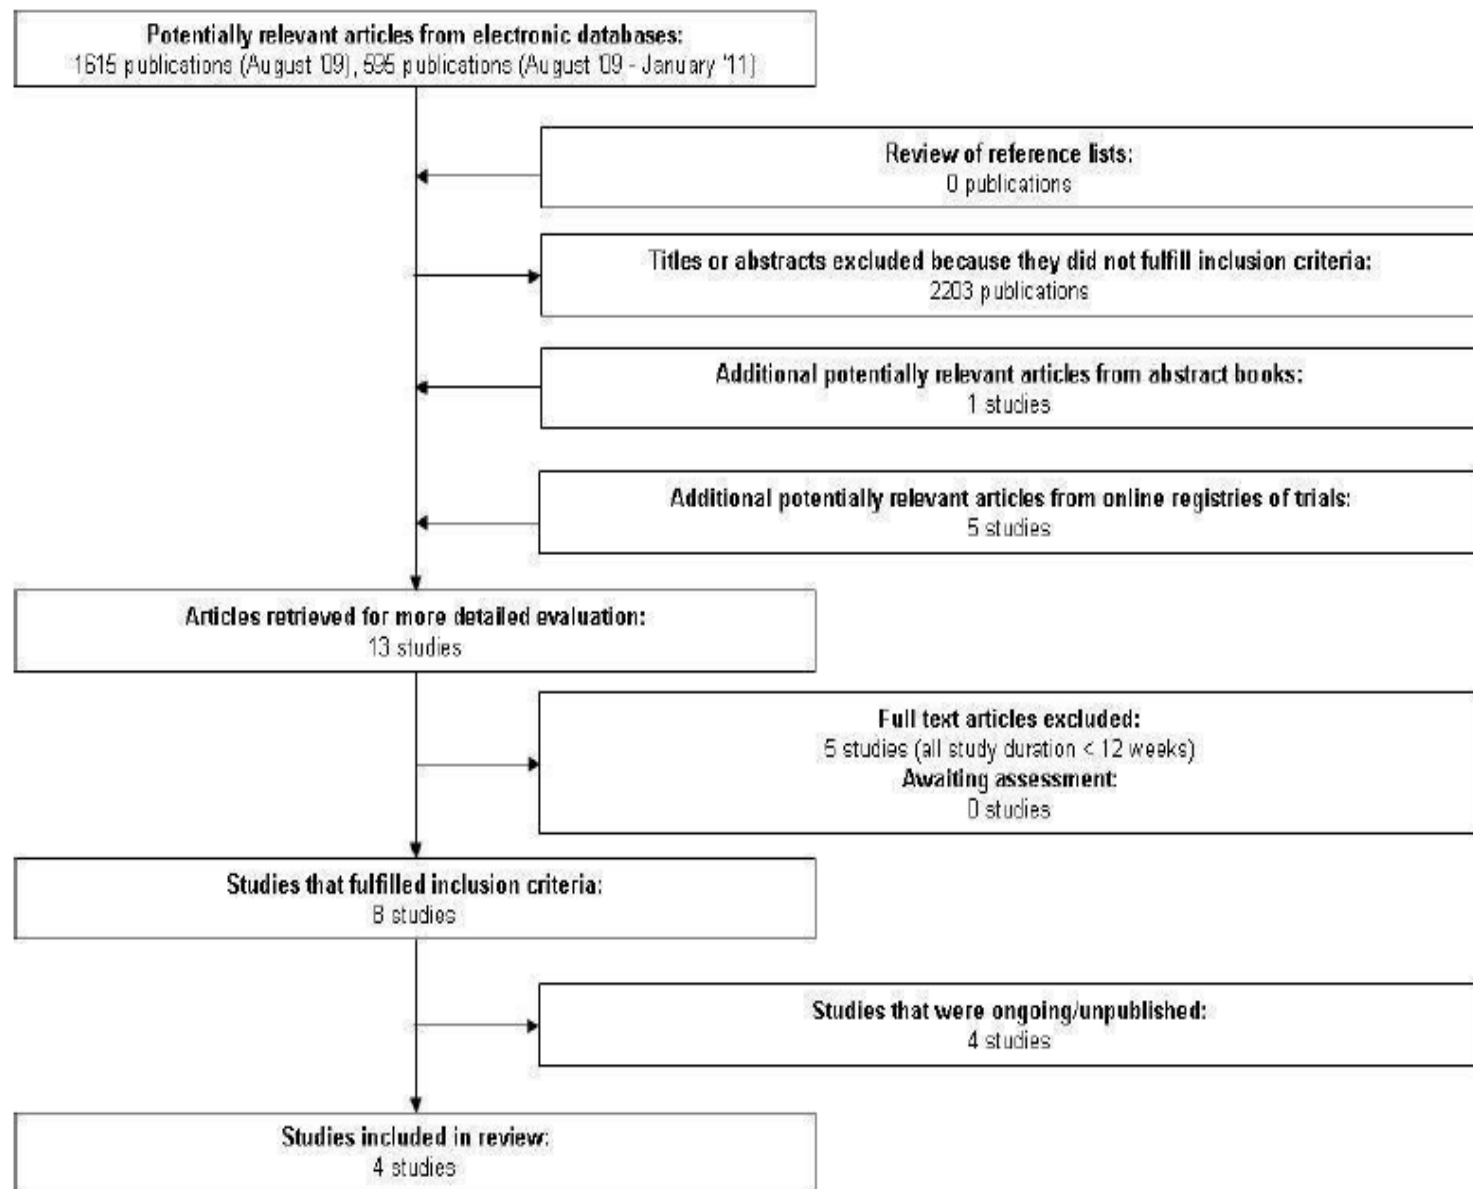 Potentially relevant articles from electronic databases:
1615 publications (August '09), 595 publications (August '09 - January '11)
Review of reference lists:
0 publications
Titles or abstracts excluded because they did not fulfill inclusion criteria:
2203 publications
Additional potentially relevant articles from abstract books:
1 studies
Additional potentially relevant articles from online registries of trials:
5 studies
Articles retrieved for more detailed evaluation:
13 studies
Full text articles excluded:
5 studies (all study duration < 12 weeks)
Awaiting assessment:
0 studies
Studies that fulfilled inclusion criteria:
8 studies
Studies that were ongoing/unpublished:
4 studies
Studies included in review:
4 studies